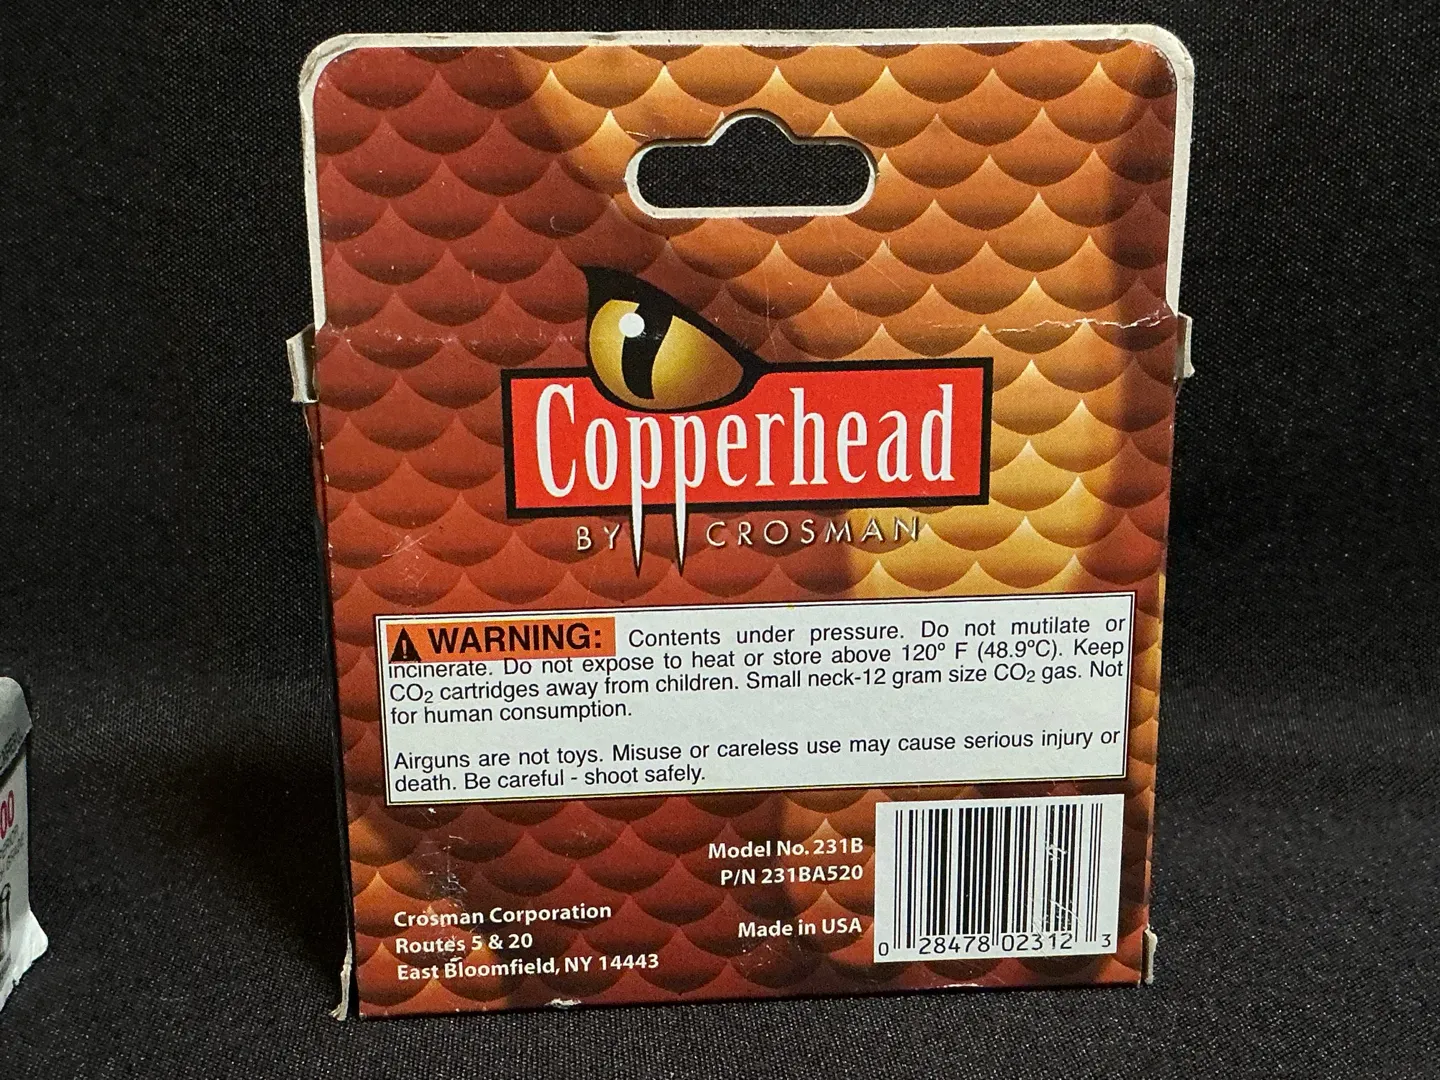 Copperhead
BY CROSMAN
WARNING: Contents under pressure. Do not mutilate or
incinerate. Do not expose to heat or store above 120º F (48.9ºC). Keep
CO2 cartridges away from children. Small neck-12 gram size CO2 gas. Not
for human consumption.
Airguns are not toys. Misuse or careless use may cause serious injury or
death. Be careful - shoot safely.
Model No. 231B
P/N 231BA520
Made in USA
Crosman Corporation
Routes 5 & 20
East Bloomfield, NY 14443
0 28478 02312 3
00